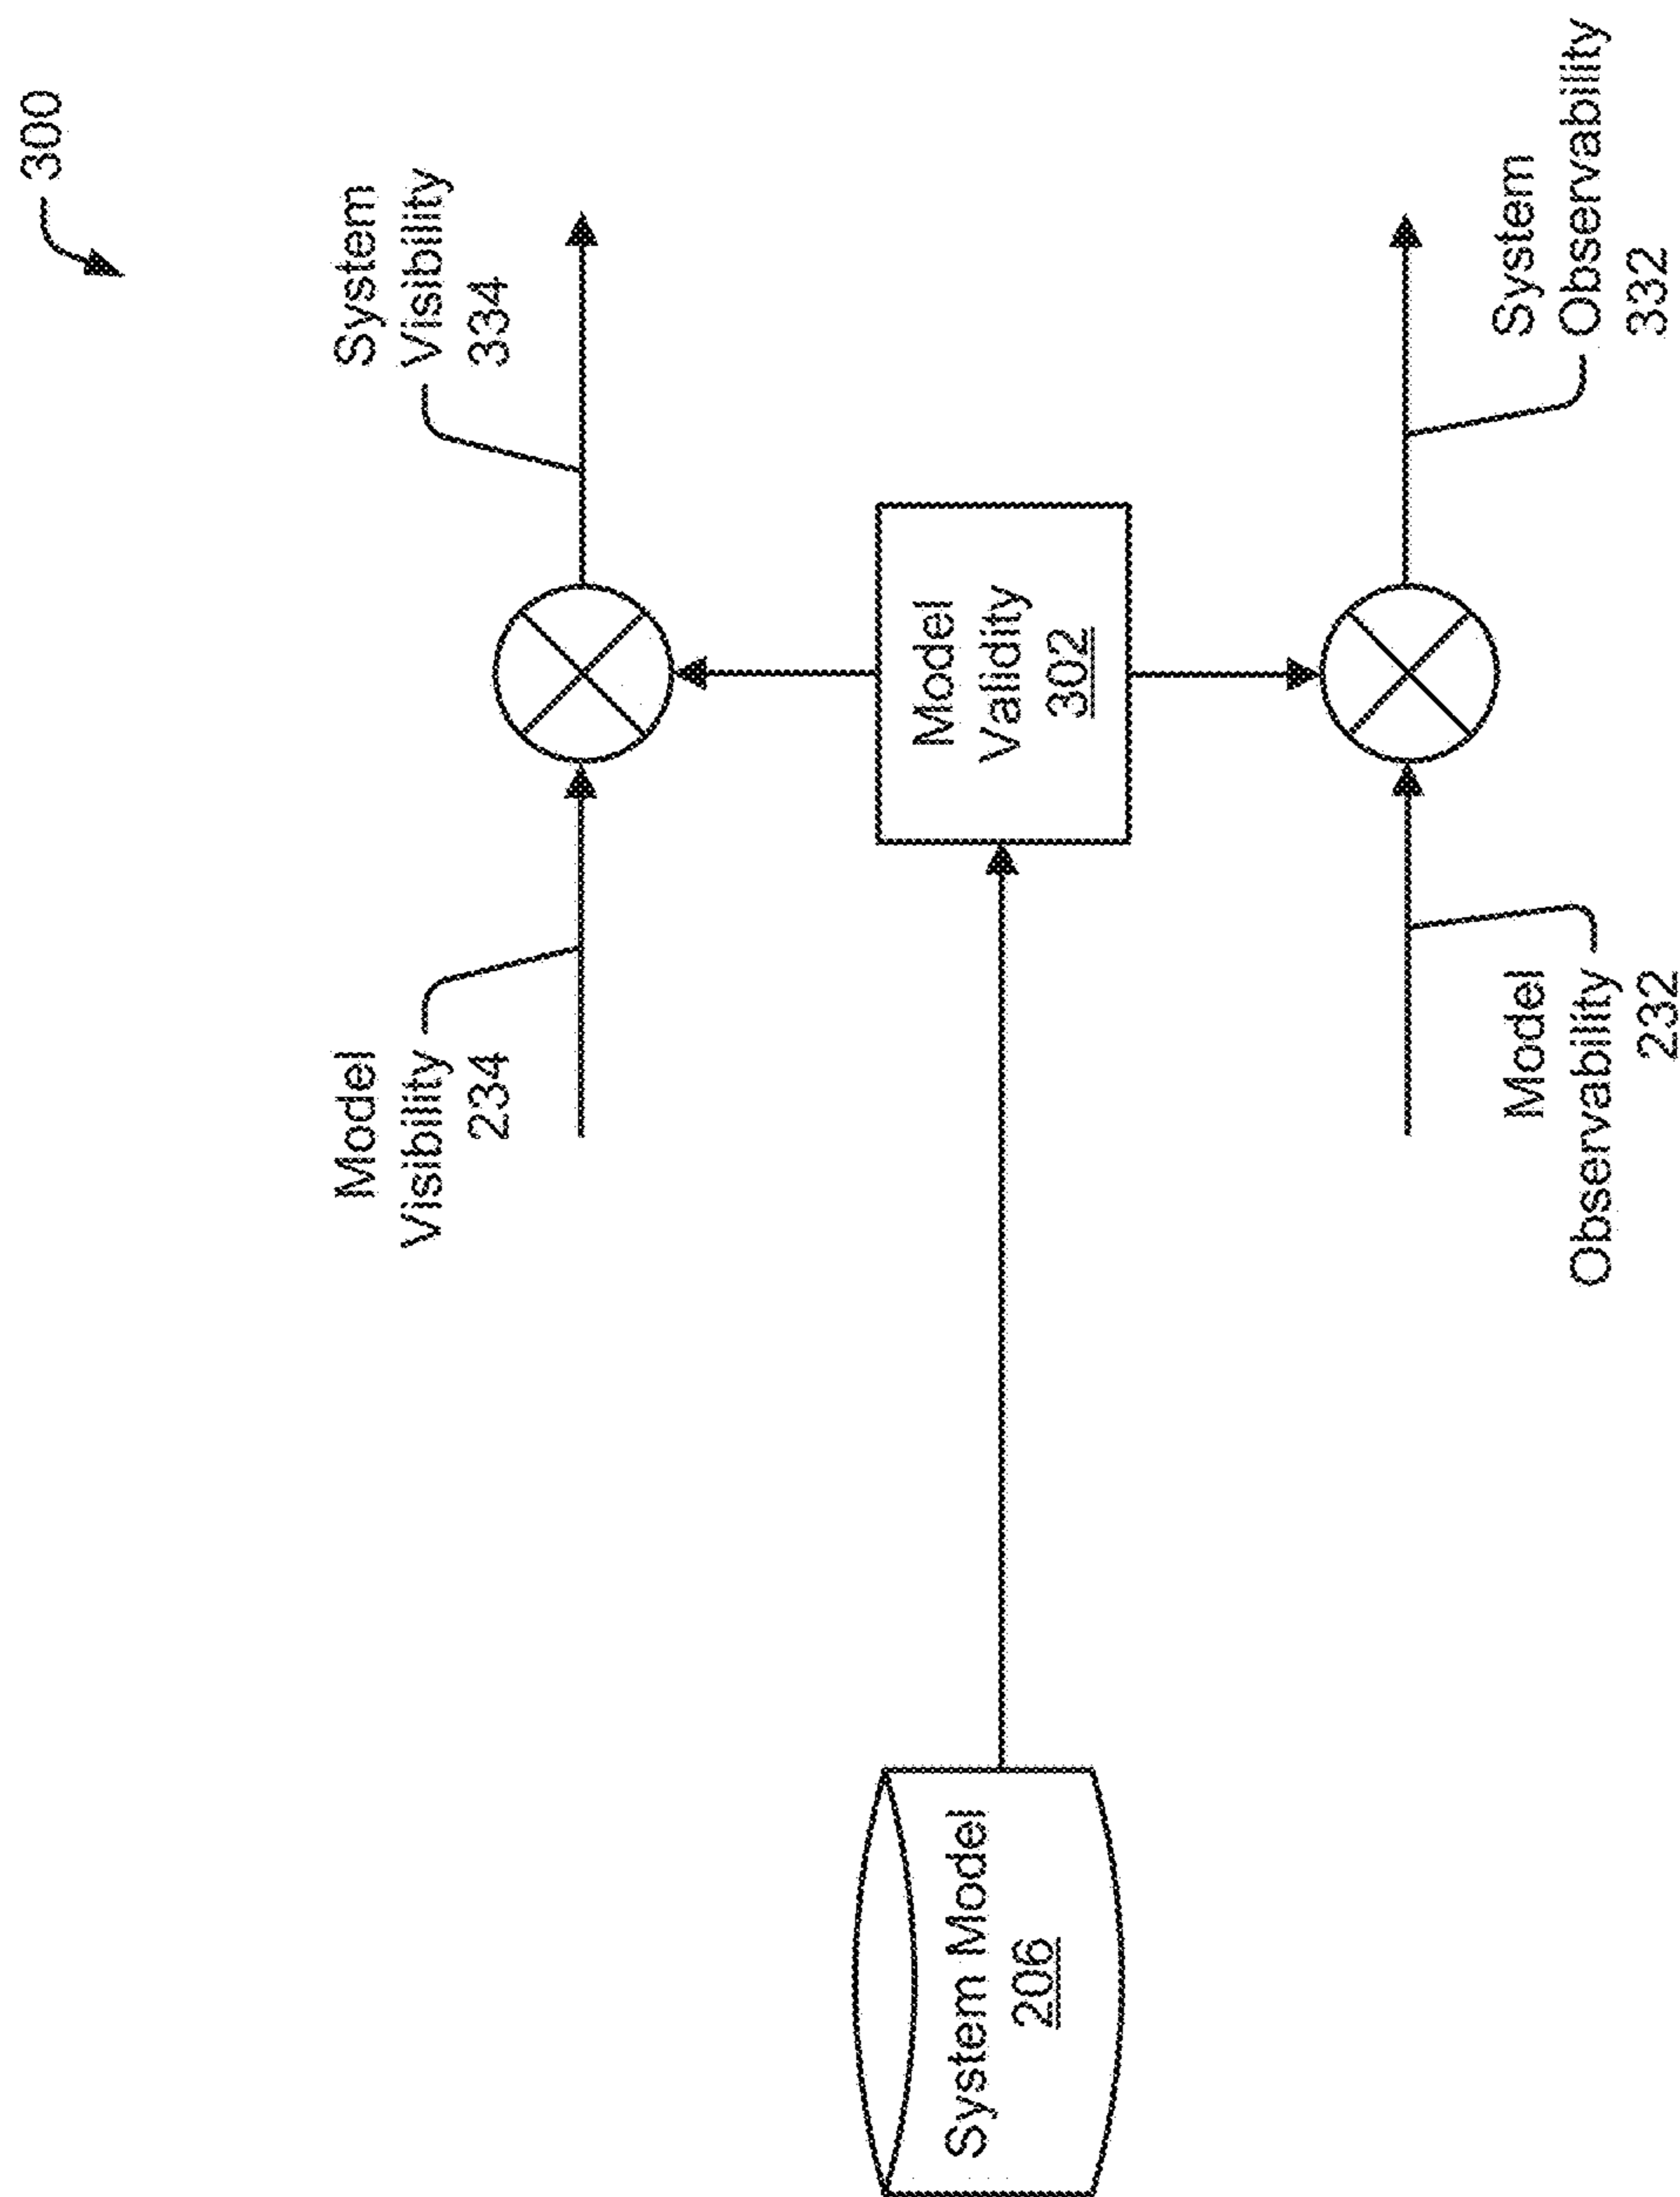 300
Model
Visibility
234
System
Visibility
334
System Model
206
Model
Validity
302
Model
Observability
232
System
Observability
332